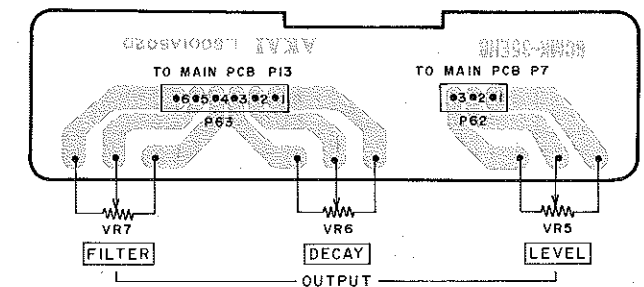 AKAI
TO MAIN PCB P13
TO MAIN PCB P7
6 5 4 3 2 1
3 2 1
P63
P62
VR7
VR6
VR5
FILTER
DECAY
LEVEL
OUTPUT